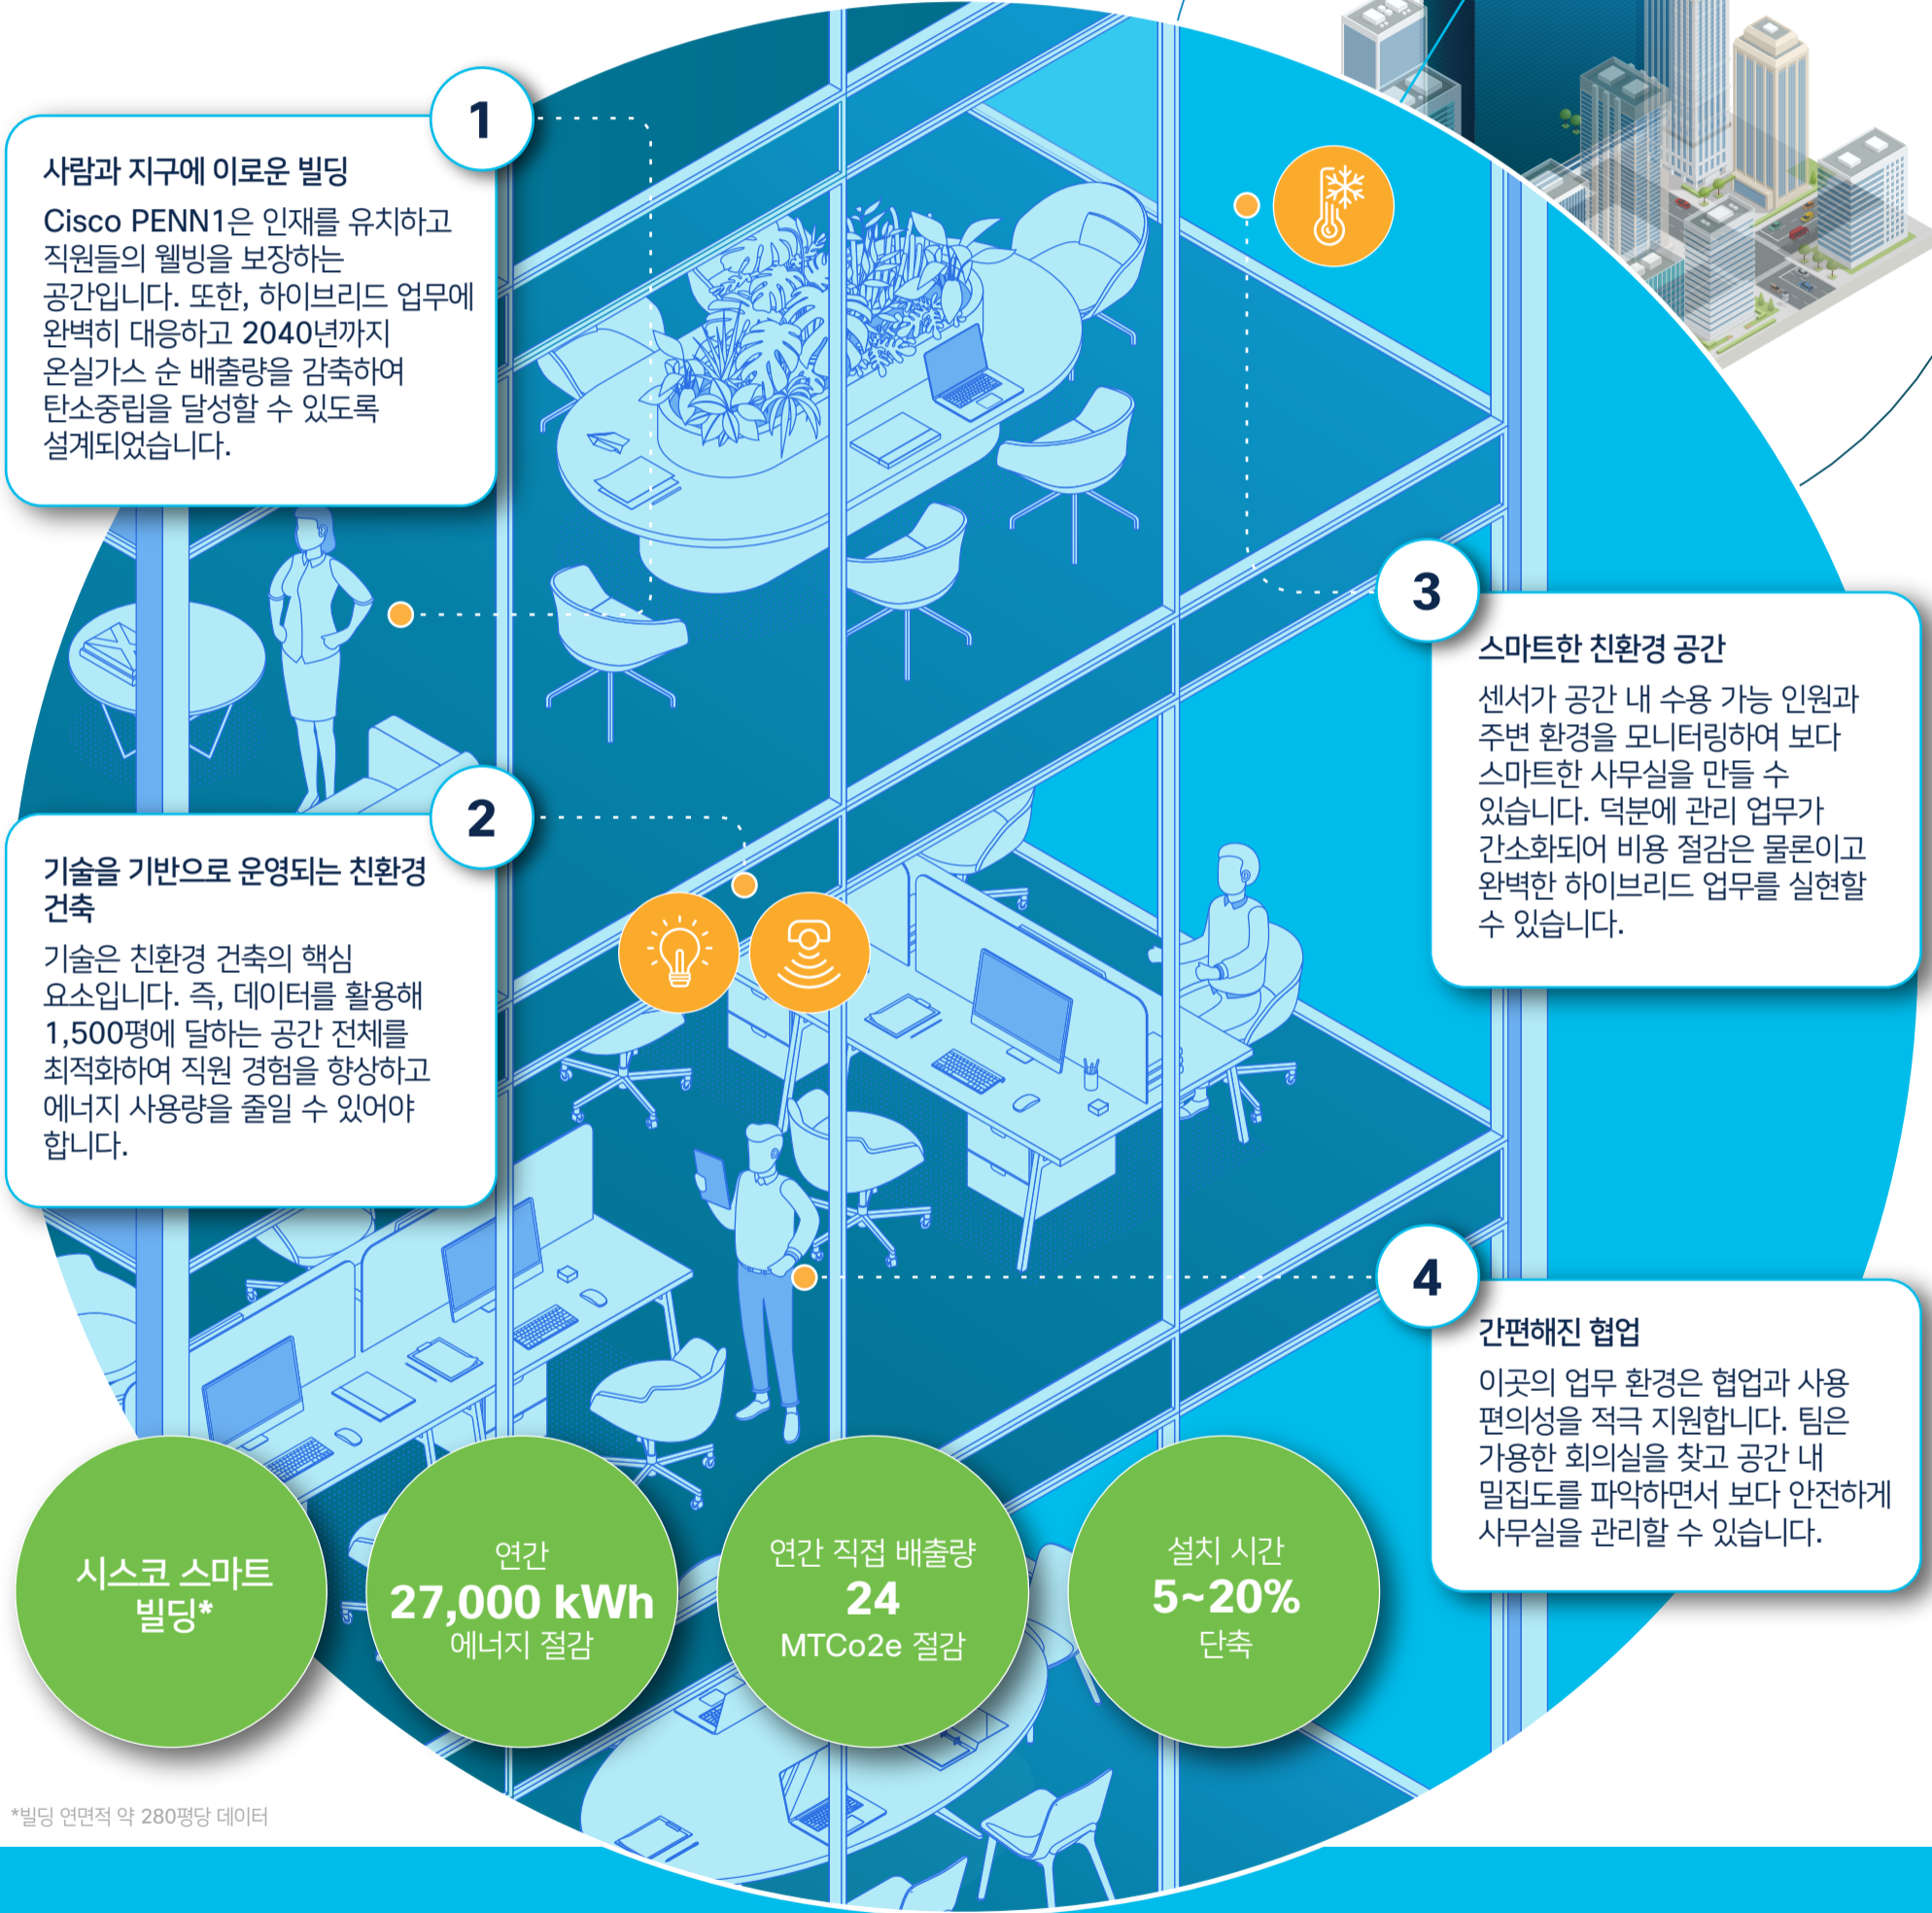 1
사람과 지구에 이로운 빌딩
Cisco PENN1은 인재를 유치하고
직원들의 웰빙을 보장하는
공간입니다. 또한, 하이브리드 업무에
완벽히 대응하고 2040년까지
온실가스 순 배출량을 감축하여
탄소중립을 달성할 수 있도록
설계되었습니다.
2
기술을 기반으로 운영되는 친환경
건축
기술은 친환경 건축의 핵심
요소입니다. 즉, 데이터를 활용해
1,500평에 달하는 공간 전체를
최적화하여 직원 경험을 향상하고
에너지 사용량을 줄일 수 있어야
합니다.
3
스마트한 친환경 공간
센서가 공간 내 수용 가능 인원과
주변 환경을 모니터링하여 보다
스마트한 사무실을 만들 수
있습니다. 덕분에 관리 업무가
간소화되어 비용 절감은 물론이고
완벽한 하이브리드 업무를 실현할
수 있습니다.
4
간편해진 협업
이곳의 업무 환경은 협업과 사용
편의성을 적극 지원합니다. 팀은
가용한 회의실을 찾고 공간 내
밀집도를 파악하면서 보다 안전하게
사무실을 관리할 수 있습니다.
시스코 스마트
빌딩*
연간
27,000 kWh
에너지 절감
연간 직접 배출량
24
MTCo2e 절감
설치 시간
5~20%
단축
*빌딩 연면적 약 280평당 데이터